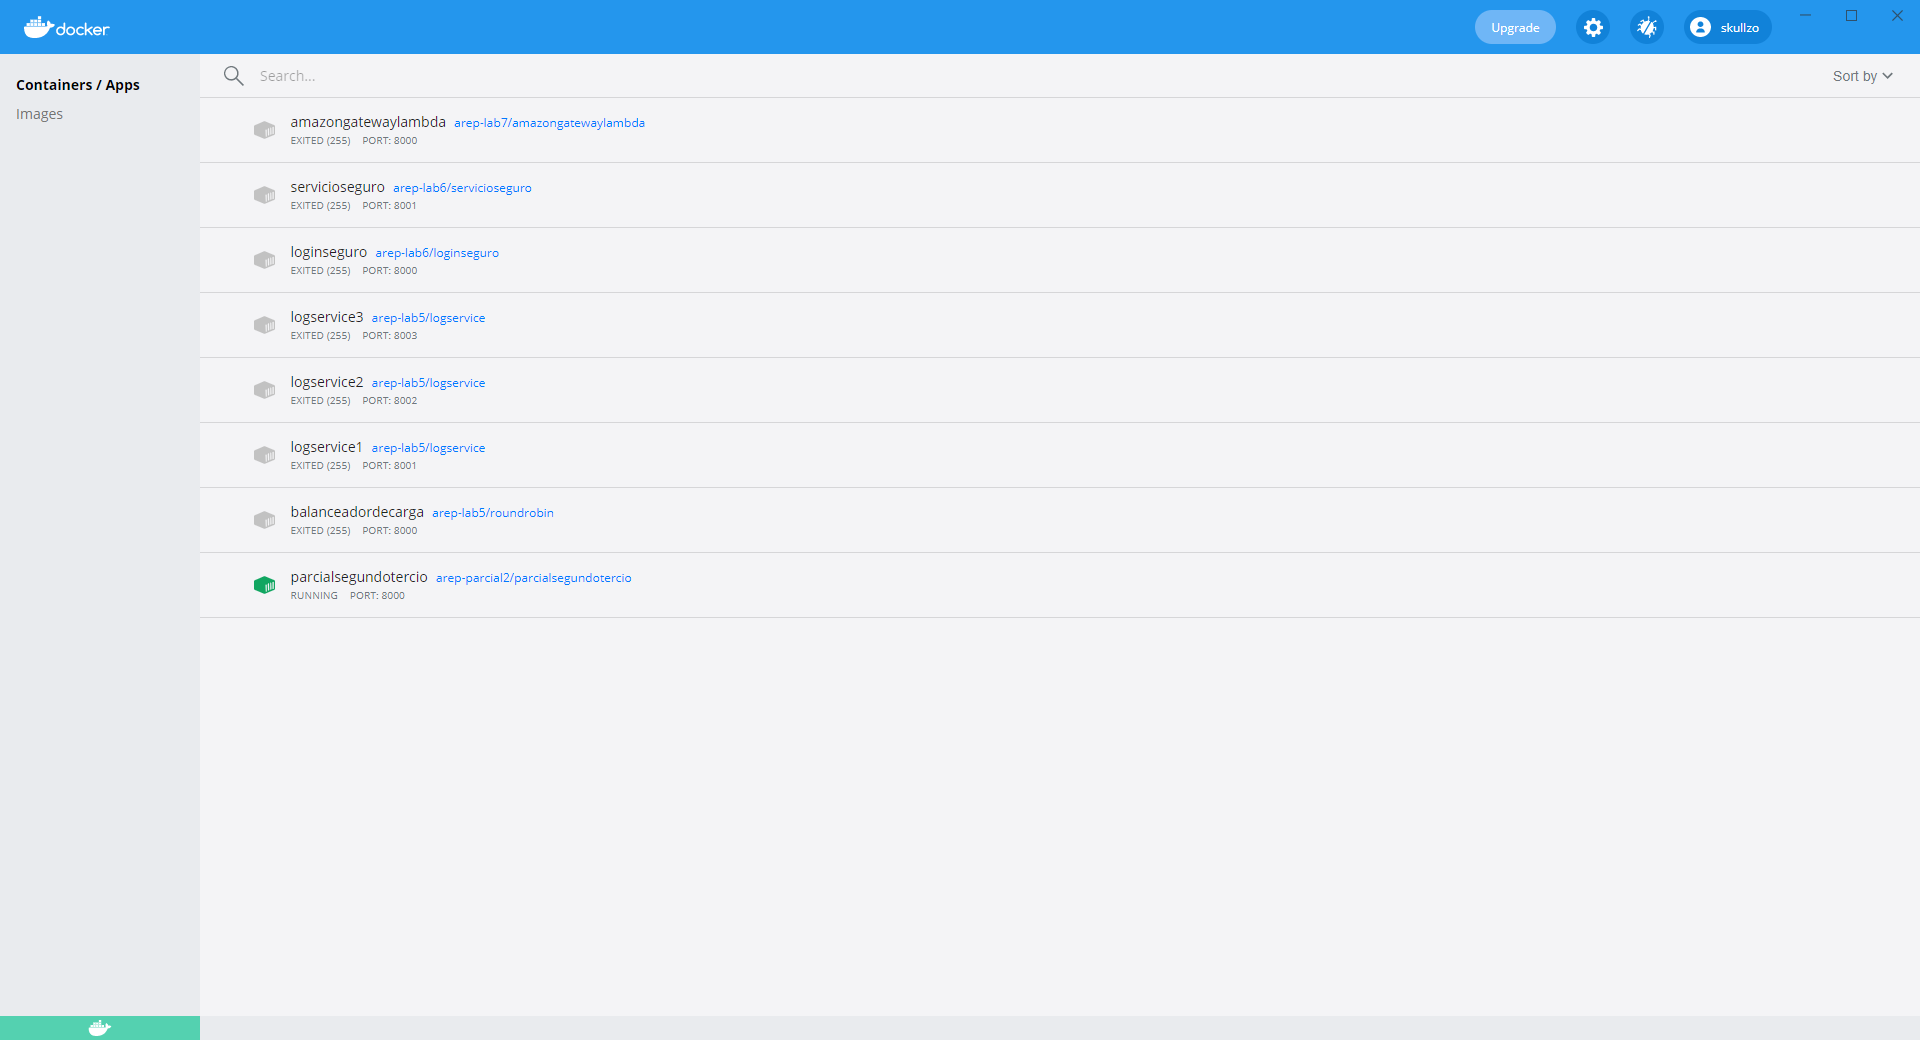 docker
Upgrade
skullzo
Containers / Apps
Images
Search...
Sort by
amazongatewaylambda arep-lab7/amazongatewaylambda
EXITED (255) PORT: 8000
servicioseguro arep-lab6/servicioseguro
EXITED (255) PORT: 8001
loginseguro arep-lab6/loginseguro
EXITED (255) PORT: 8000
logservice3 arep-lab5/logservice
EXITED (255) PORT: 8003
logservice2 arep-lab5/logservice
EXITED (255) PORT: 8002
logservice1 arep-lab5/logservice
EXITED (255) PORT: 8001
balanceadordecarga arep-lab5/roundrobin
EXITED (255) PORT: 8000
parcialsegundotercio arep-parcial2/parcialsegundotercio
RUNNING PORT: 8000